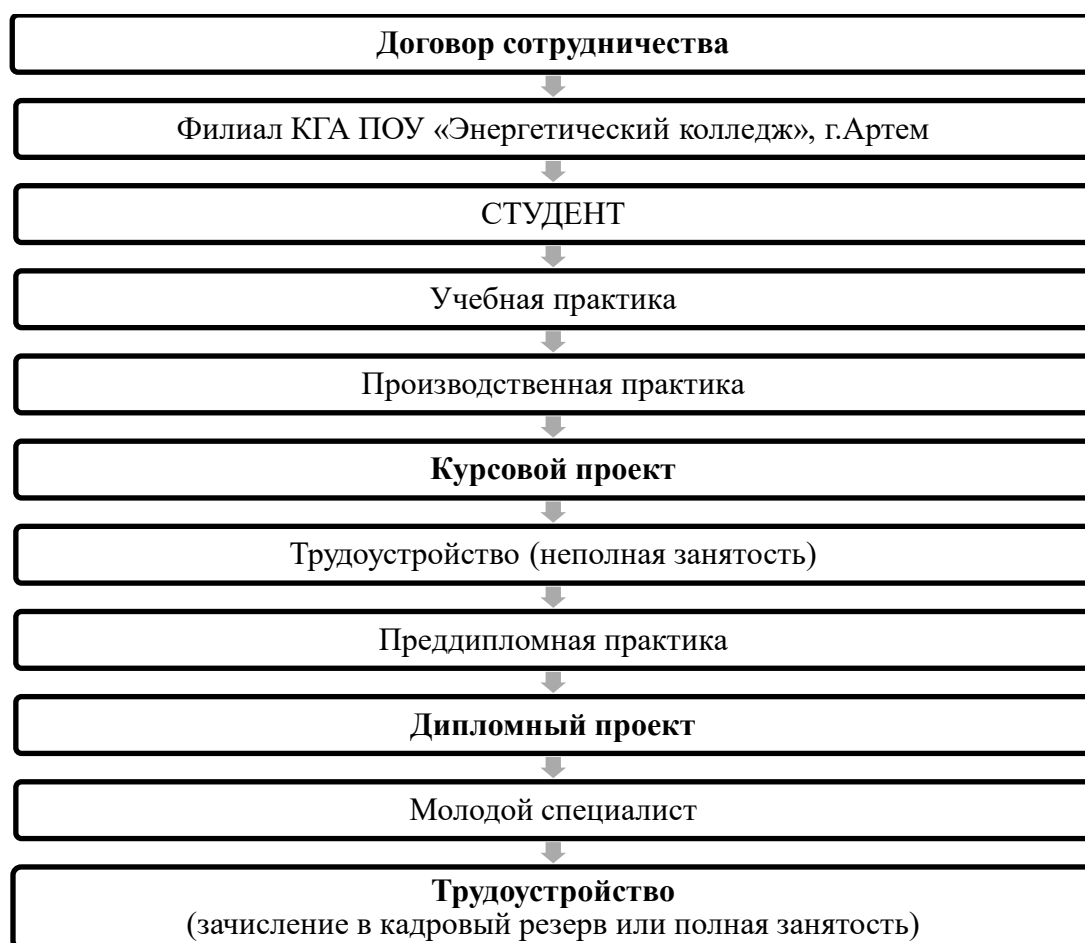 Договор сотрудничества
Филиал КГА ПОУ «Энергетический колледж», г.Артем
СТУДЕНТ
Учебная практика
Производственная практика
Курсовой проект
Трудоустройство (неполная занятость)
Преддипломная практика
Дипломный проект
Молодой специалист
Трудоустройство
(зачисление в кадровый резерв или полная занятость)